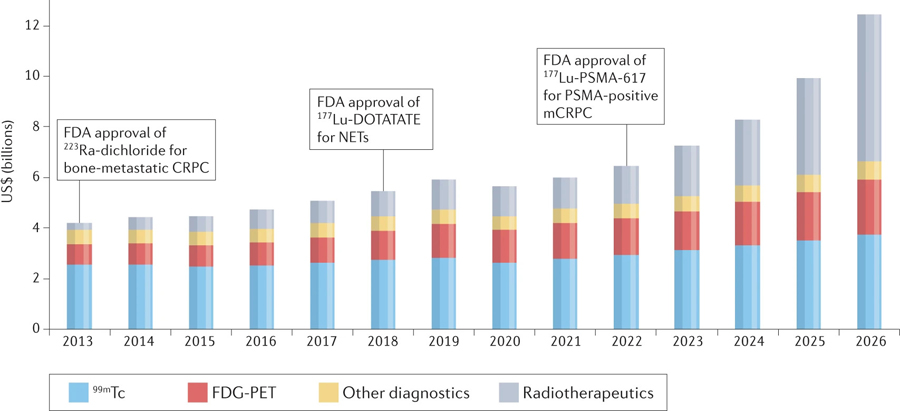 12
10
8
6
4
2
0
US$ (billions)
FDA approval of
²²³Ra-dichloride for
bone-metastatic CRPC
FDA approval of
¹⁷⁷Lu-DOTATATE
for NETs
FDA approval of
¹⁷⁷Lu-PSMA-617
for PSMA-positive
mCRPC
2013 2014 2015 2016 2017 2018 2019 2020 2021 2022 2023 2024 2025 2026
⁹⁹ᵐTc FDG-PET Other diagnostics Radiotherapeutics